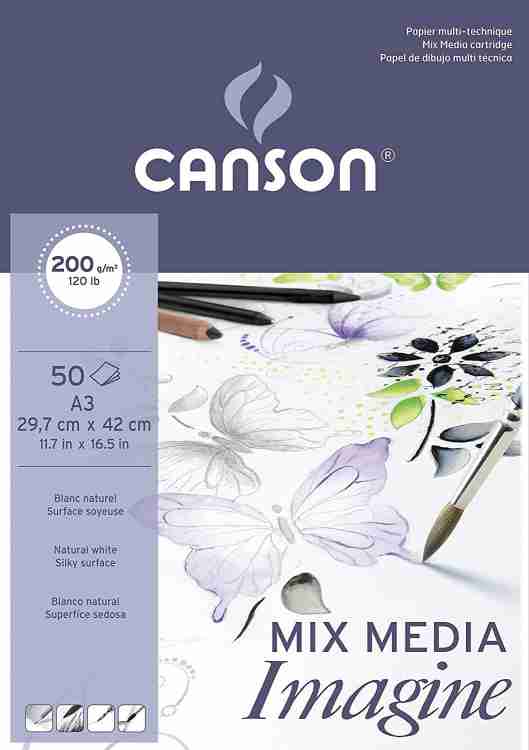 Papier multi-technique
Mix Media cartridge
Papel de dibujo multi técnica
CANSON®
200 g/m²
120 lb
50
A3
29,7 cm x 42 cm
11.7 in x 16.5 in
Blanc naturel
Surface soyeuse
Natural white
Silky surface
Blanco natural
Superfíce sedosa
MIX MEDIA
Imagine